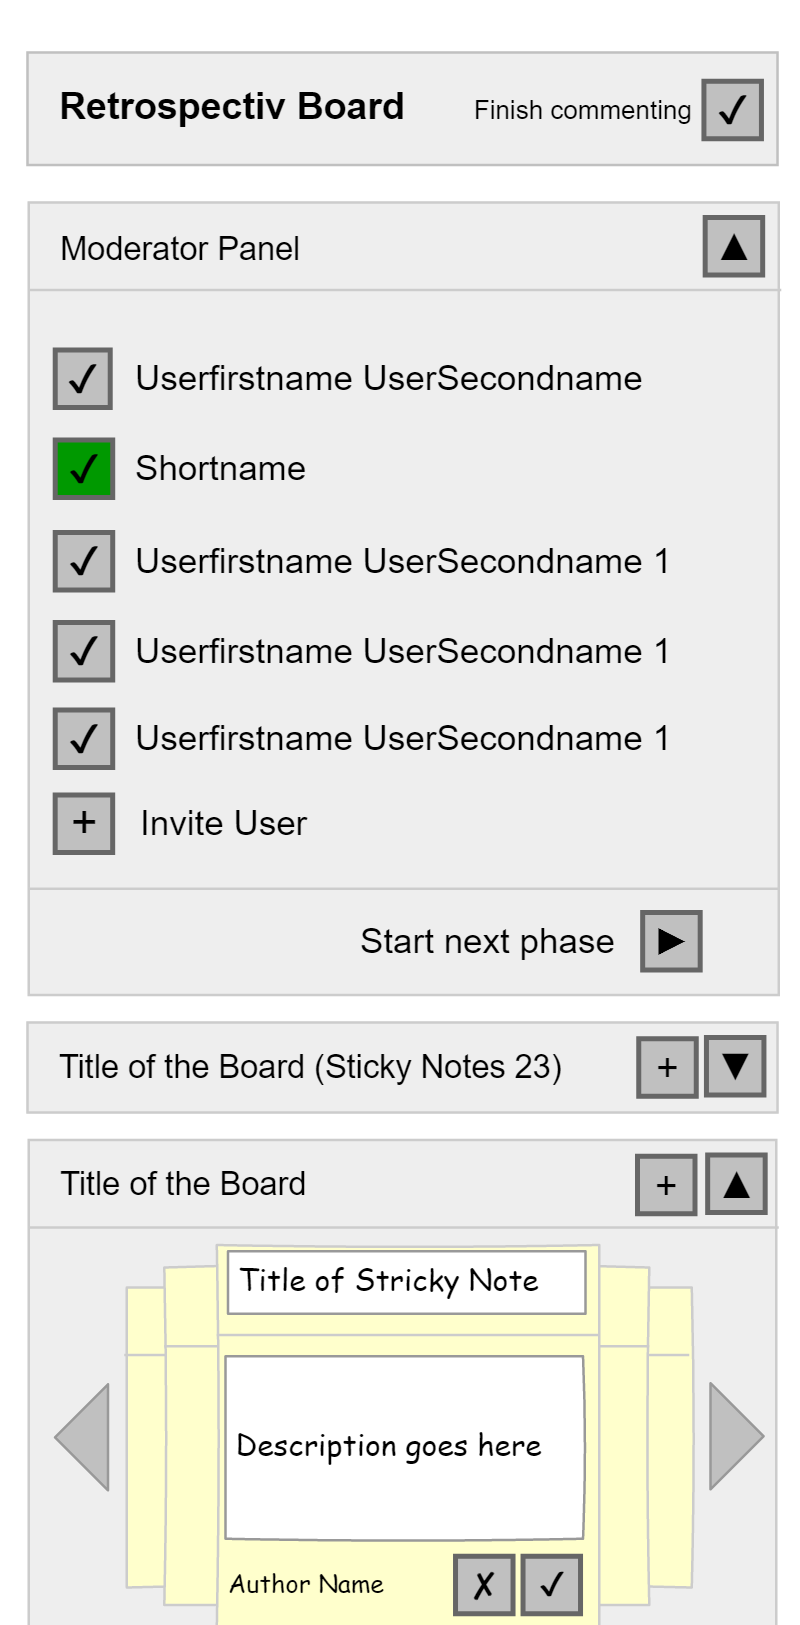 Retrospectiv Board
Finish commenting ✓
Moderator Panel ▲
✓ Userfirstname UserSecondname
✓ Shortname
✓ Userfirstname UserSecondname 1
✓ Userfirstname UserSecondname 1
✓ Userfirstname UserSecondname 1
+ Invite User
Start next phase ▶
Title of the Board (Sticky Notes 23) + ▼
Title of the Board + ▲
Title of Stricky Note
Description goes here
Author Name ✗ ✓